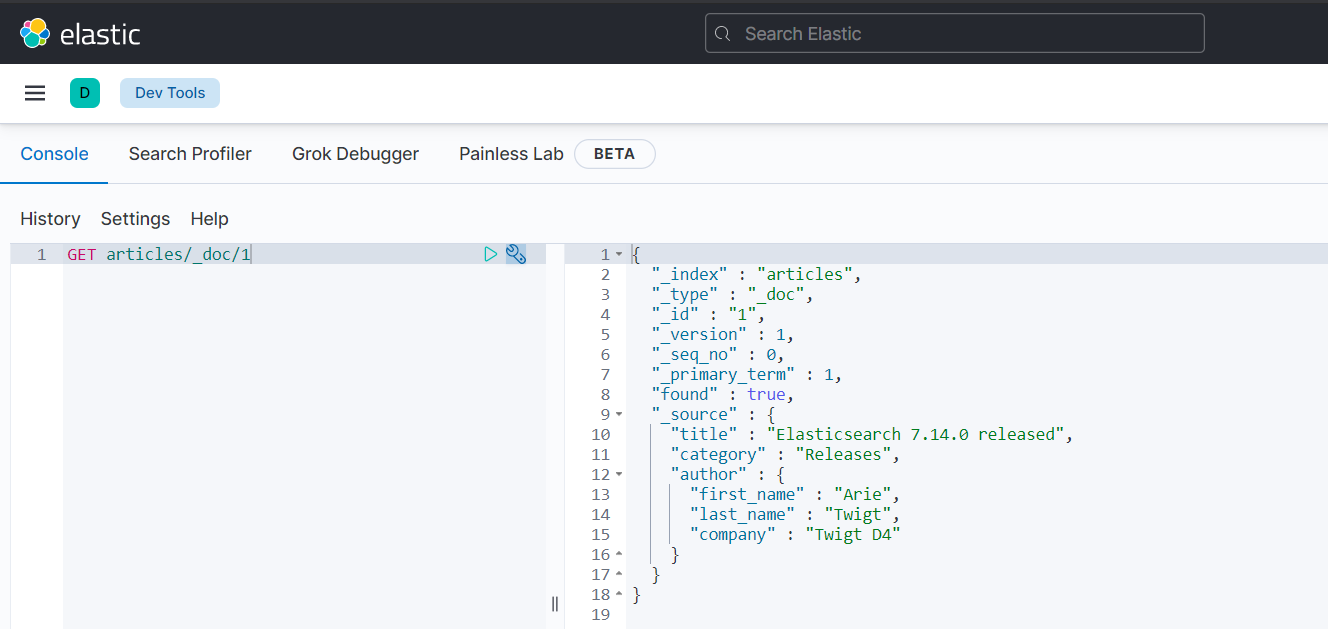 elastic
Search Elastic
D
Dev Tools
Console Search Profiler Grok Debugger Painless Lab BETA
History Settings Help
1 GET articles/_doc/1
1 {
2 "_index" : "articles",
3 "_type" : "_doc",
4 "_id" : "1",
5 "_version" : 1,
6 "_seq_no" : 0,
7 "_primary_term" : 1,
8 "found" : true,
9 "_source" : {
10 "title" : "Elasticsearch 7.14.0 released",
11 "category" : "Releases",
12 "author" : {
13 "first_name" : "Arie",
14 "last_name" : "Twigt",
15 "company" : "Twigt D4"
16 }
17 }
18 }
19